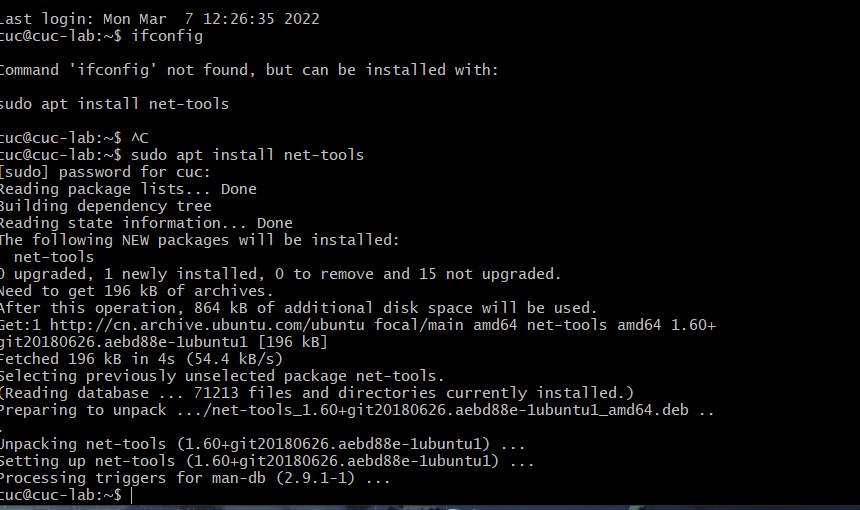 Last login: Mon Mar  7 12:26:35 2022
cuc@cuc-lab:~$ ifconfig
Command 'ifconfig' not found, but can be installed with:
sudo apt install net-tools
cuc@cuc-lab:~$ ^C
cuc@cuc-lab:~$ sudo apt install net-tools
[sudo] password for cuc:
Reading package lists... Done
Building dependency tree
Reading state information... Done
The following NEW packages will be installed:
  net-tools
0 upgraded, 1 newly installed, 0 to remove and 15 not upgraded.
Need to get 196 kB of archives.
After this operation, 864 kB of additional disk space will be used.
Get:1 http://cn.archive.ubuntu.com/ubuntu focal/main amd64 net-tools amd64 1.60+
git20180626.aebd88e-1ubuntu1 [196 kB]
Fetched 196 kB in 4s (54.4 kB/s)
Selecting previously unselected package net-tools.
(Reading database ... 71213 files and directories currently installed.)
Preparing to unpack .../net-tools_1.60+git20180626.aebd88e-1ubuntu1_amd64.deb ..
.
Unpacking net-tools (1.60+git20180626.aebd88e-1ubuntu1) ...
Setting up net-tools (1.60+git20180626.aebd88e-1ubuntu1) ...
Processing triggers for man-db (2.9.1-1) ...
cuc@cuc-lab:~$